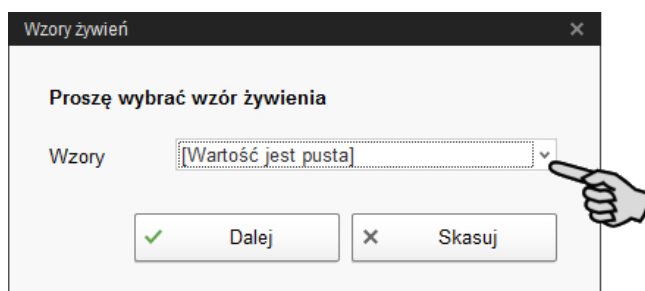 Wzory żywień
Proszę wybrać wzór żywienia
Wzory [Wartość jest pusta]
Dalej Skasuj